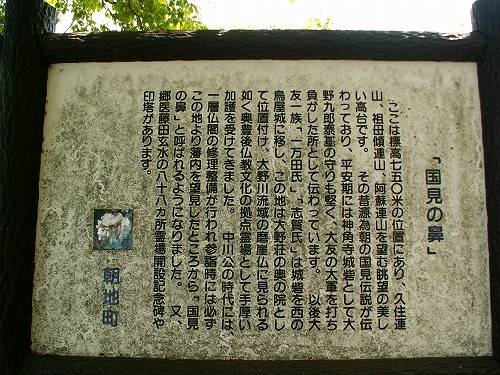 「国見の鼻」
ここは標高七五〇米の位置にあり、久住連
山、祖母傾連山、阿蘇連山を望む眺望の美し
い高台です。 その昔源為朝の国見伝説が伝
わっており、平安期には神角寺城砦として大
野九郎泰基の守りも堅く、大友の大軍を打ち
負かした所として伝わっています。 以後大
友一族「一万田氏」「志賀氏」は城砦を西の
鳥屋城に移し、この地は大野荘の奥の院とし
て位置付け、大野川流域の磨崖仏に見られる
如く奥豊後仏教文化の拠点霊場として手厚い
加護を受けてきました。 中川公の時代には、
一層仏閣の修理整備が行われ参詣時には必ず
この地より藩内を望見したところから「国見
の鼻」と呼ばれるようになりました。 又、
郷医藤田玄水の八十八カ所霊場開設記念碑や
印塔があります。
朝地町